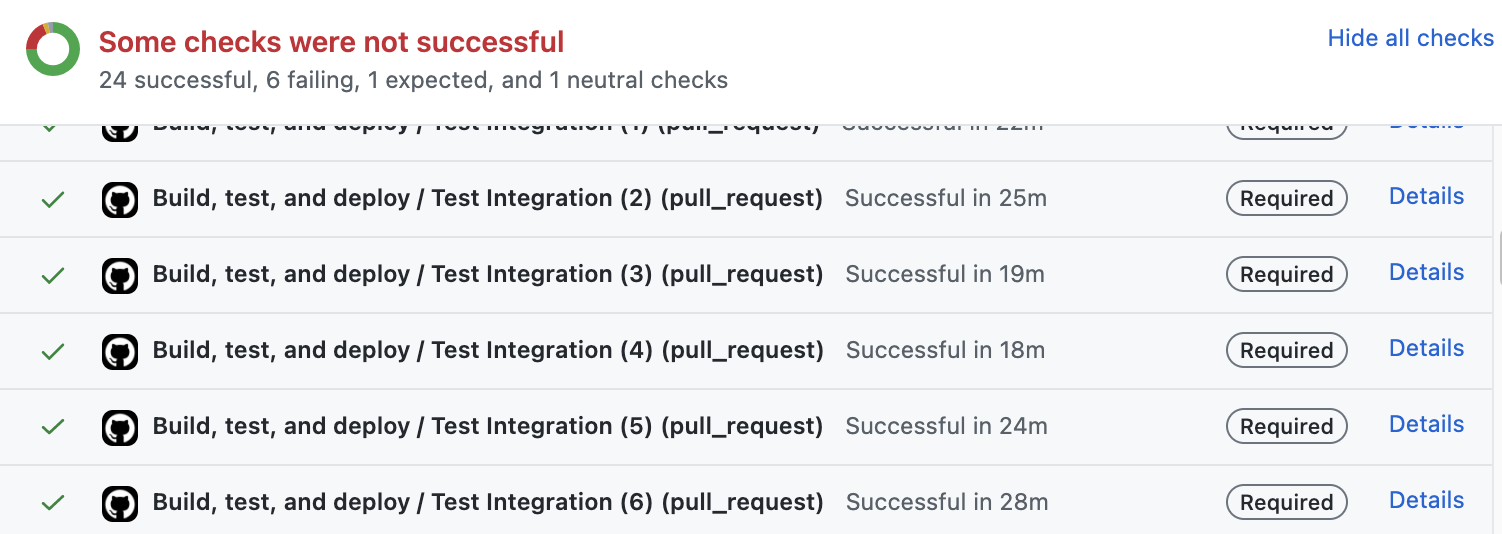 Some checks were not successful
Hide all checks
24 successful, 6 failing, 1 expected, and 1 neutral checks
Build, test, and deploy / Test Integration (1) (pull_request) Successful in 22m Required Details
Build, test, and deploy / Test Integration (2) (pull_request) Successful in 25m Required Details
Build, test, and deploy / Test Integration (3) (pull_request) Successful in 19m Required Details
Build, test, and deploy / Test Integration (4) (pull_request) Successful in 18m Required Details
Build, test, and deploy / Test Integration (5) (pull_request) Successful in 24m Required Details
Build, test, and deploy / Test Integration (6) (pull_request) Successful in 28m Required Details